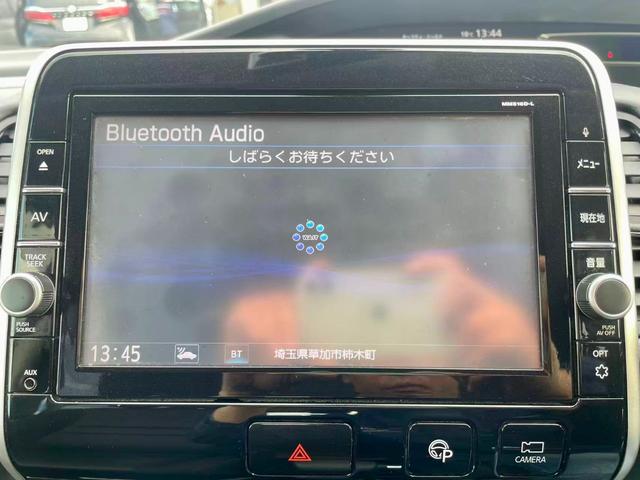 10℃ 13:44
MM516D-L
Bluetooth Audio
しばらくお待ちください
WAIT
13:45
BT
埼玉県草加市柿木町
OPEN
AV
TRACK
SEEK
PUSH
SOURCE
AUX
メニュー
現在地
音量
PUSH
AV OFF
OPT
P
CAMERA